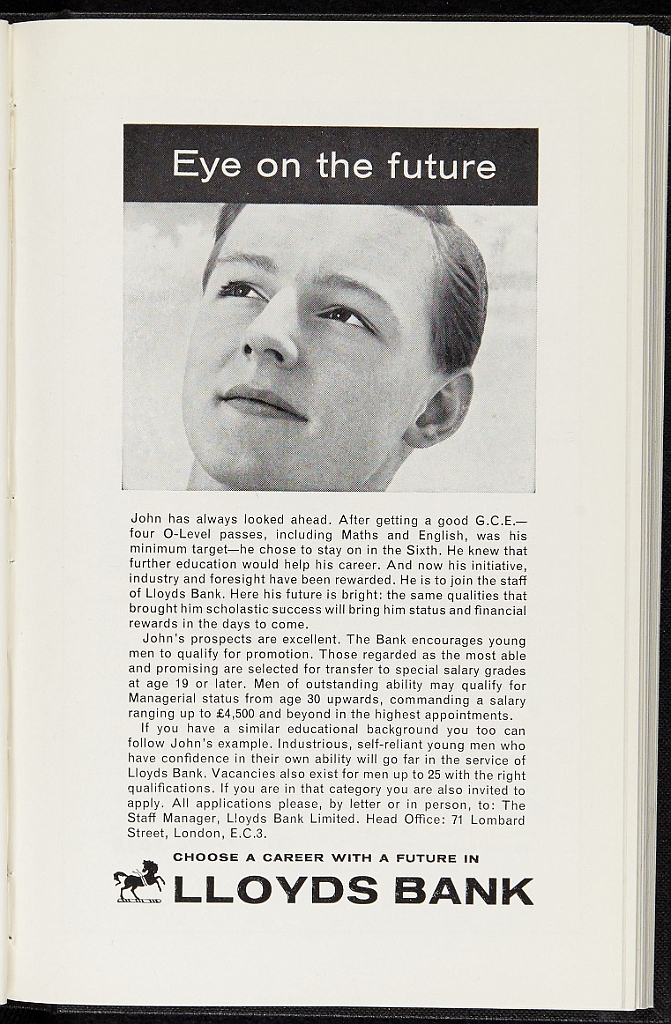 Eye on the future
John has always looked ahead. After getting a good G.C.E.—
four O-Level passes, including Maths and English, was his
minimum target—he chose to stay on in the Sixth. He knew that
further education would help his career. And now his initiative,
industry and foresight have been rewarded. He is to join the staff
of Lloyds Bank. Here his future is bright: the same qualities that
brought him scholastic success will bring him status and financial
rewards in the days to come.
John's prospects are excellent. The Bank encourages young
men to qualify for promotion. Those regarded as the most able
and promising are selected for transfer to special salary grades
at age 19 or later. Men of outstanding ability may qualify for
Managerial status from age 30 upwards, commanding a salary
ranging up to £4,500 and beyond in the highest appointments.
If you have a similar educational background you too can
follow John's example. Industrious, self-reliant young men who
have confidence in their own ability will go far in the service of
Lloyds Bank. Vacancies also exist for men up to 25 with the right
qualifications. If you are in that category you are also invited to
apply. All applications please, by letter or in person, to: The
Staff Manager, Lloyds Bank Limited. Head Office: 71 Lombard
Street, London, E.C.3.
CHOOSE A CAREER WITH A FUTURE IN
LLOYDS BANK